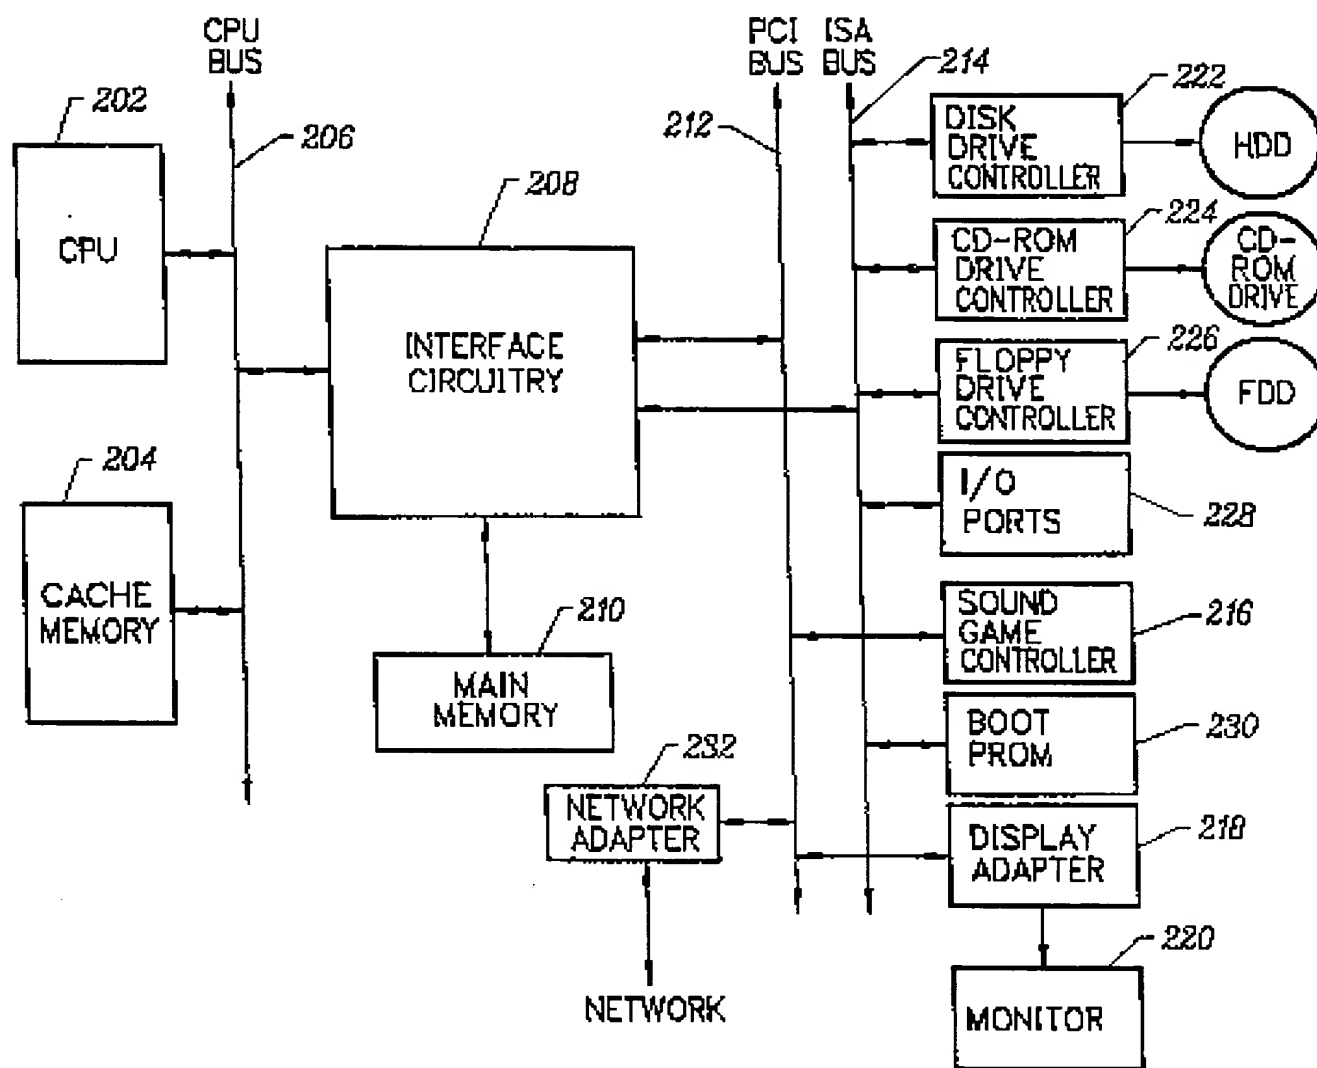 CPU
BUS
PCI
BUS
ISA
BUS
202
206
212
214
222
CPU
208
DISK
DRIVE
CONTROLLER
HDD
INTERFACE
CIRCUITRY
224
CD-ROM
DRIVE
CONTROLLER
CD-
ROM
DRIVE
226
FLOPPY
DRIVE
CONTROLLER
FDD
204
CACHE
MEMORY
I/O
PORTS
228
210
MAIN
MEMORY
SOUND
GAME
CONTROLLER
216
232
NETWORK
ADAPTER
BOOT
PROM
230
DISPLAY
ADAPTER
218
NETWORK
220
MONITOR